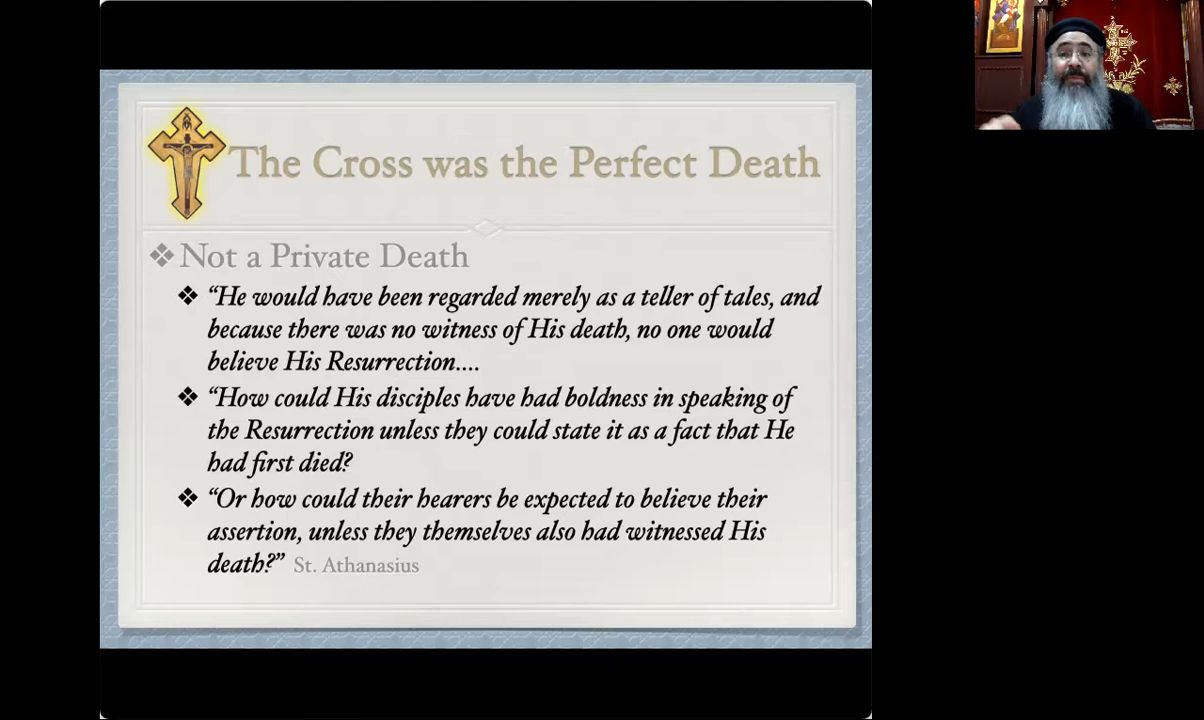 The Cross was the Perfect Death
❖ Not a Private Death
❖ “He would have been regarded merely as a teller of tales, and
because there was no witness of His death, no one would
believe His Resurrection....
❖ “How could His disciples have had boldness in speaking of
the Resurrection unless they could state it as a fact that He
had first died?
❖ “Or how could their hearers be expected to believe their
assertion, unless they themselves also had witnessed His
death?” St. Athanasius